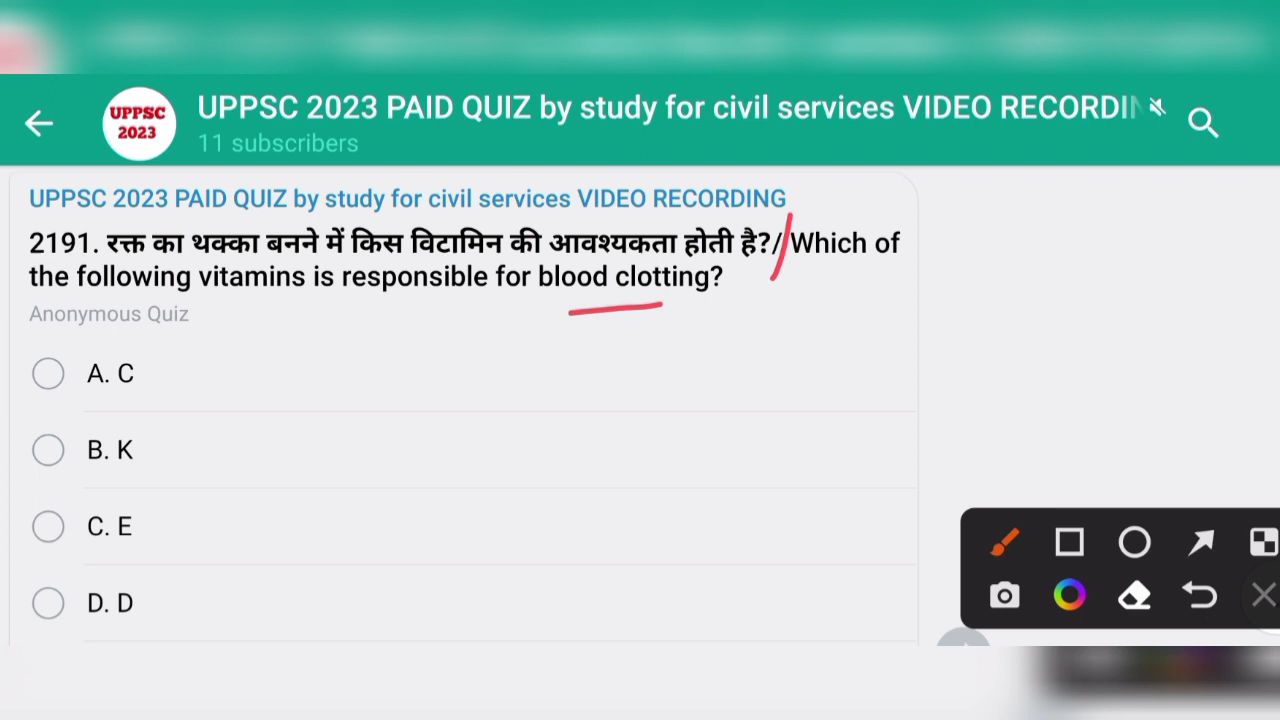 UPPSC
2023
UPPSC 2023 PAID QUIZ by study for civil services VIDEO RECORDIN
11 subscribers
UPPSC 2023 PAID QUIZ by study for civil services VIDEO RECORDING
2191. रक्त का थक्का बनने में किस विटामिन की आवश्यकता होती है?/ Which of
the following vitamins is responsible for blood clotting?
Anonymous Quiz
A. C
B. K
C. E
D. D